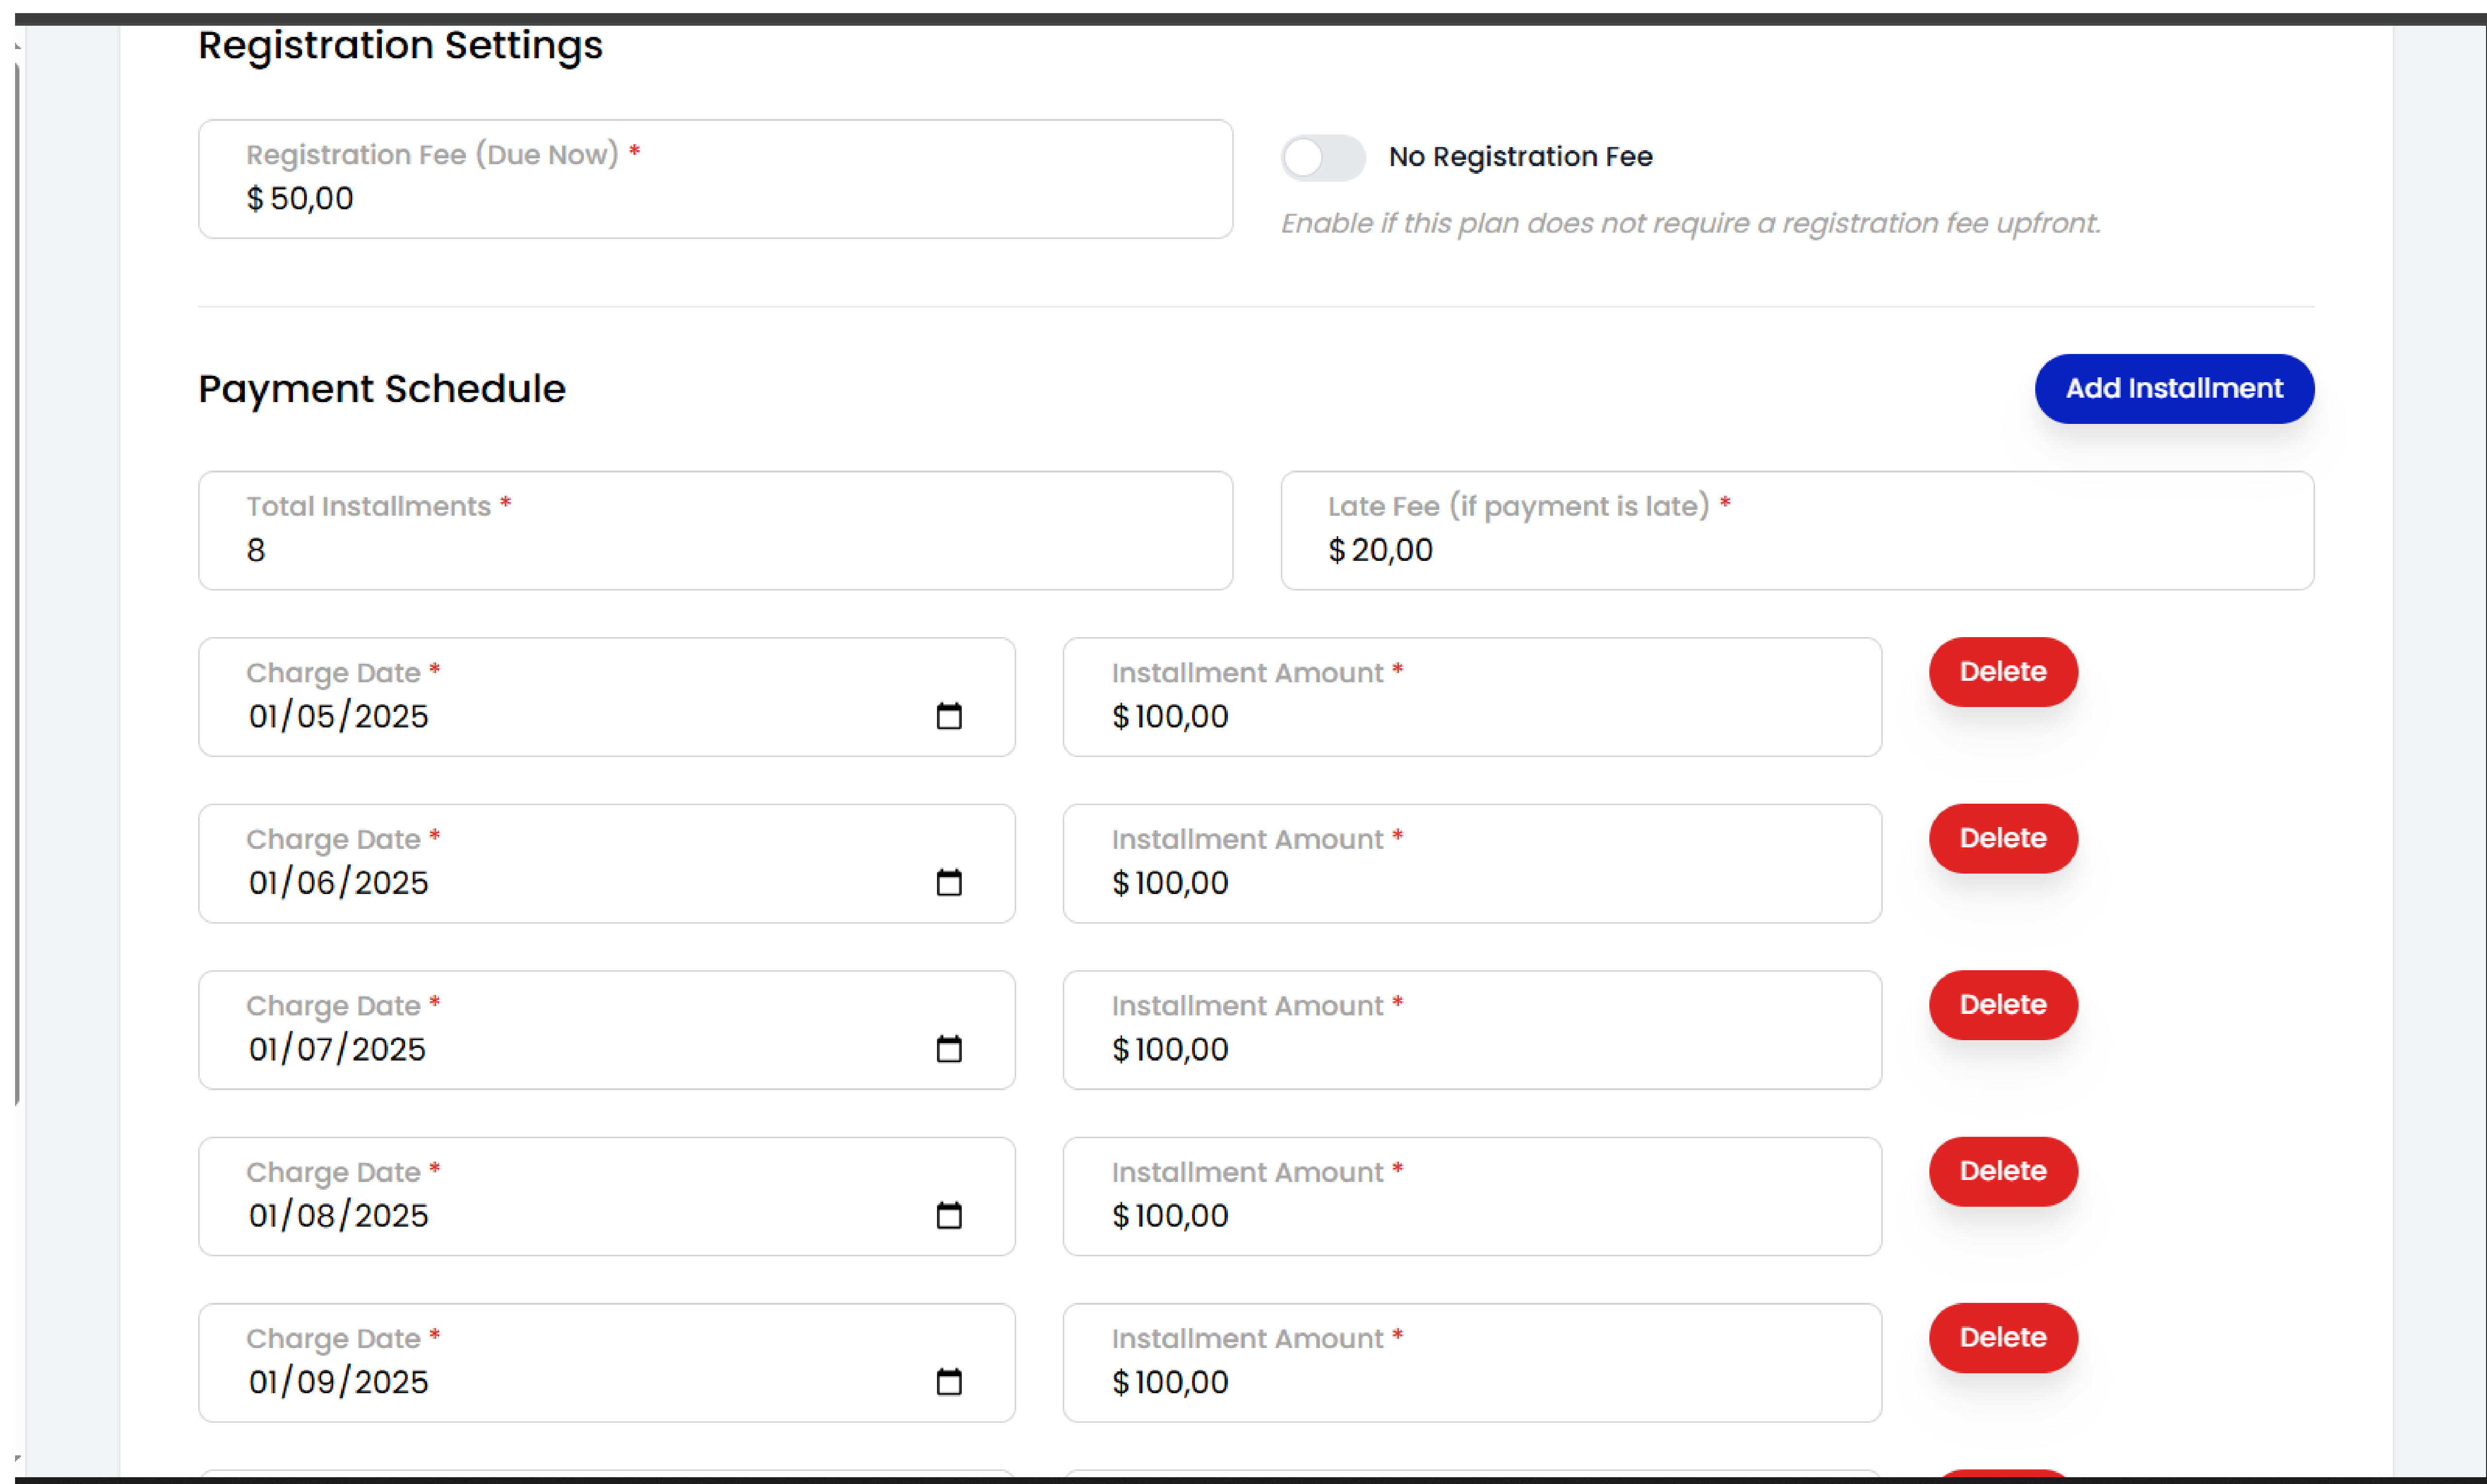 Registration Settings
Registration Fee (Due Now) *
$ 50,00
No Registration Fee
Enable if this plan does not require a registration fee upfront.
Payment Schedule
Add Installment
Total Installments *
8
Late Fee (if payment is late) *
$ 20,00
Charge Date *
01/05/2025
Installment Amount *
$ 100,00
Delete
Charge Date *
01/06/2025
Installment Amount *
$ 100,00
Delete
Charge Date *
01/07/2025
Installment Amount *
$ 100,00
Delete
Charge Date *
01/08/2025
Installment Amount *
$ 100,00
Delete
Charge Date *
01/09/2025
Installment Amount *
$ 100,00
Delete